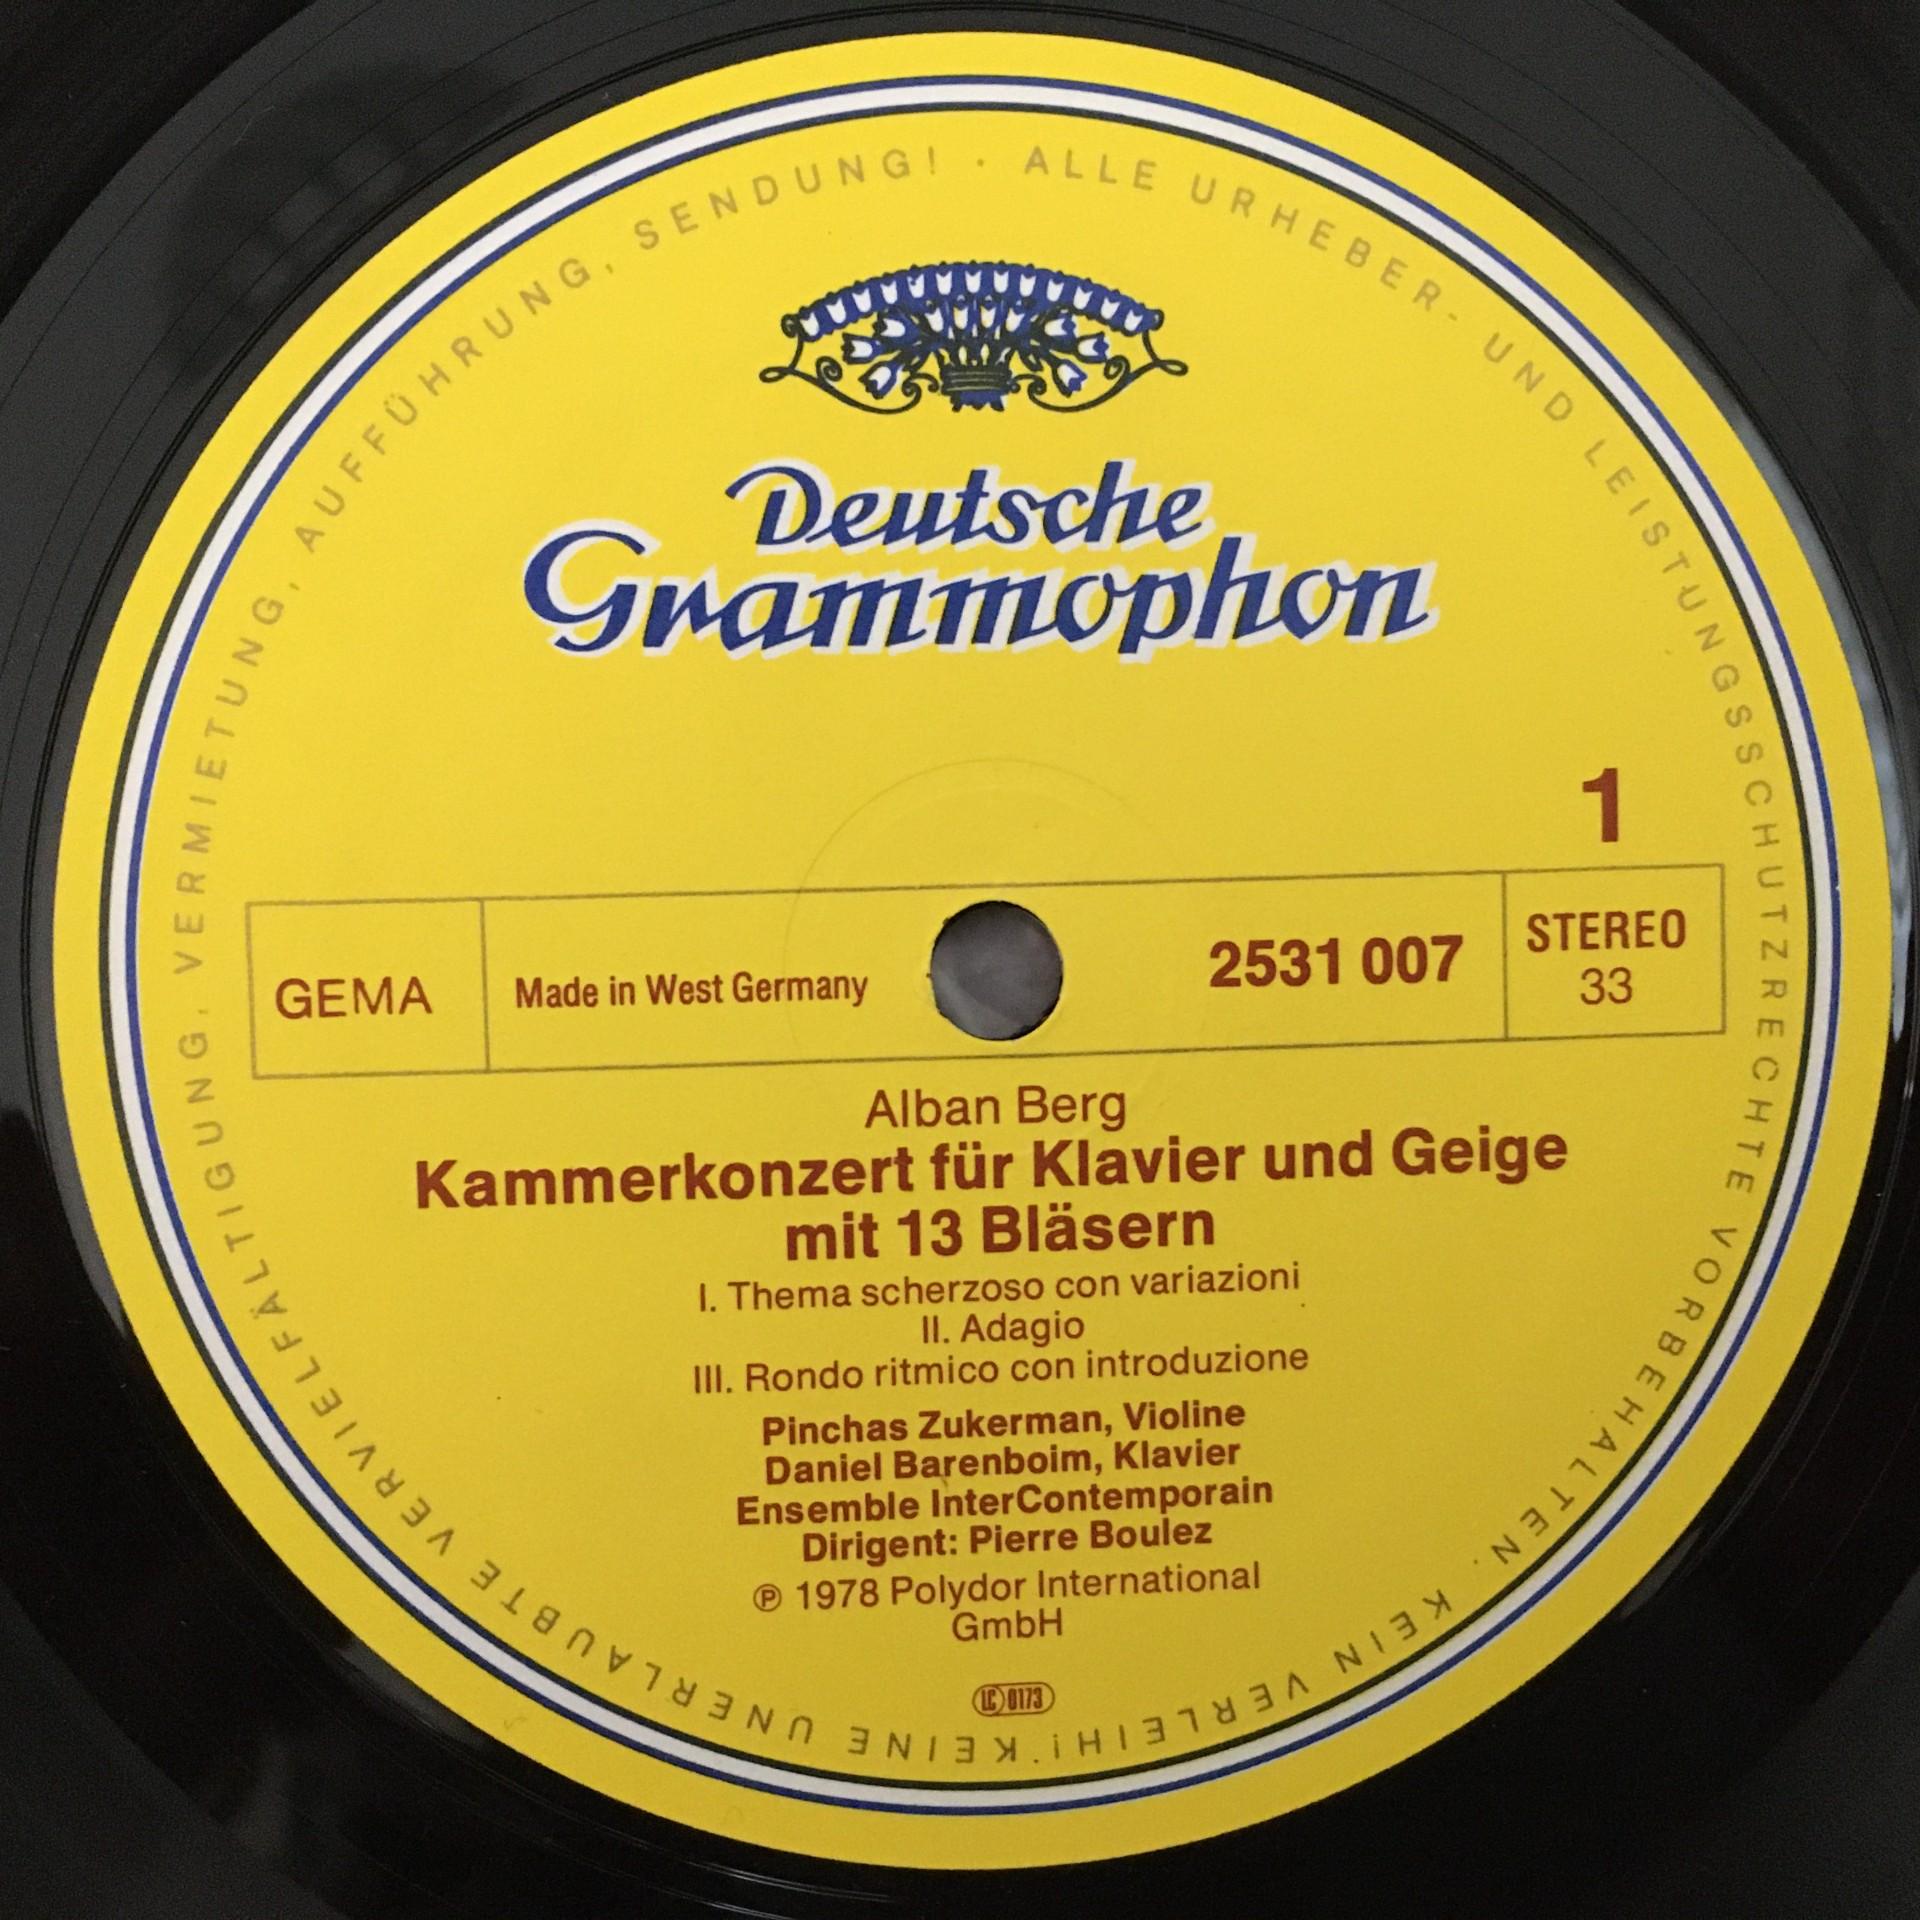 ALLE URHEBER- UND LEISTUNGSSCHUTZRECHTE VORBEHALTEN. KEIN VERLEIH! KEINE UNERLAUBTE VERVIELFÄLTIGUNG, VERMIETUNG, AUFFÜHRUNG, SENDUNG! ·
Deutsche
Grammophon
1
GEMA
Made in West Germany
2531 007
STEREO
33
Alban Berg
Kammerkonzert für Klavier und Geige
mit 13 Bläsern
I. Thema scherzoso con variazioni
II. Adagio
III. Rondo ritmico con introduzione
Pinchas Zukerman, Violine
Daniel Barenboim, Klavier
Ensemble InterContemporain
Dirigent: Pierre Boulez
℗ 1978 Polydor International
GmbH
LC 0173